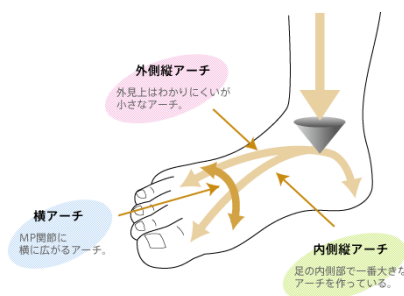 外側縦アーチ
外見上はわかりにくいが
小さなアーチ。
横アーチ
MP関節に
横に広がるアーチ。
内側縦アーチ
足の内側部で一番大きな
アーチを作っている。